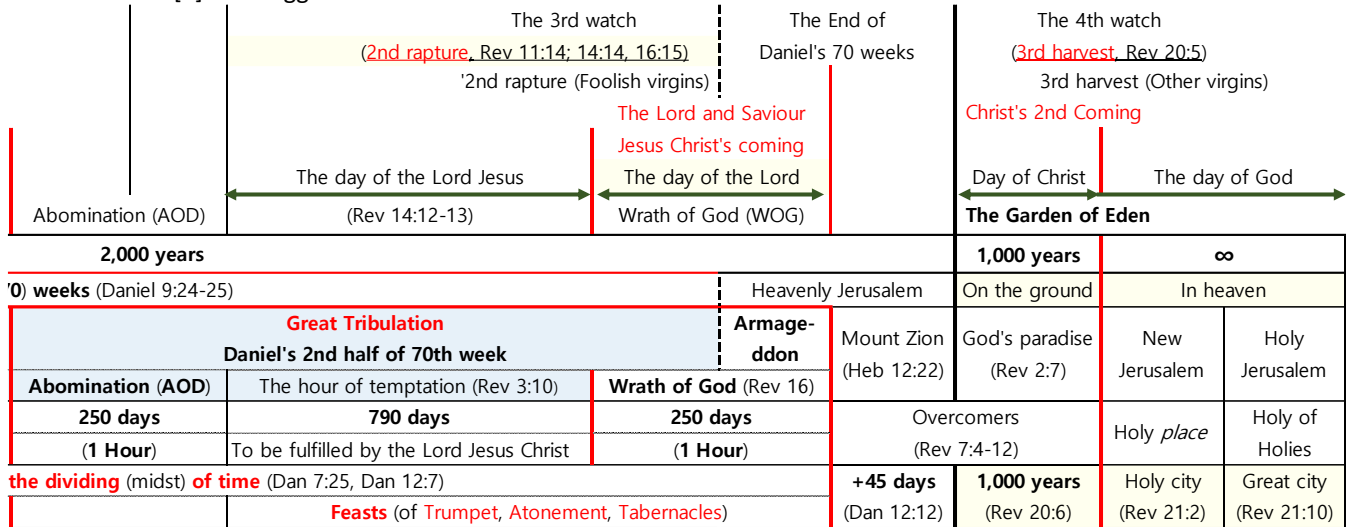 The 3rd watch
The End of
The 4th watch
(2nd rapture, Rev 11:14; 14:14, 16:15)
Daniel's 70 weeks
(3rd harvest, Rev 20:5)
'2nd rapture (Foolish virgins)
3rd harvest (Other virgins)
The Lord and Saviour
Christ's 2nd Coming
Jesus Christ's coming
The day of the Lord Jesus
The day of the Lord
Day of Christ
The day of God
Abomination (AOD)
(Rev 14:12-13)
Wrath of God (WOG)
The Garden of Eden
2,000 years
1,000 years
∞
0) weeks (Daniel 9:24-25)
Heavenly Jerusalem
On the ground
In heaven
Great Tribulation
Daniel's 2nd half of 70th week
Armage-
ddon
Mount Zion
(Heb 12:22)
God's paradise
(Rev 2:7)
New
Jerusalem
Holy
Jerusalem
Abomination (AOD)
The hour of temptation (Rev 3:10)
Wrath of God (Rev 16)
250 days
790 days
250 days
Overcomers
(Rev 7:4-12)
Holy place
Holy of
Holies
(1 Hour)
To be fulfilled by the Lord Jesus Christ
(1 Hour)
the dividing (midst) of time (Dan 7:25, Dan 12:7)
+45 days
(Dan 12:12)
1,000 years
(Rev 20:6)
Holy city
(Rev 21:2)
Great city
(Rev 21:10)
Feasts (of Trumpet, Atonement, Tabernacles)